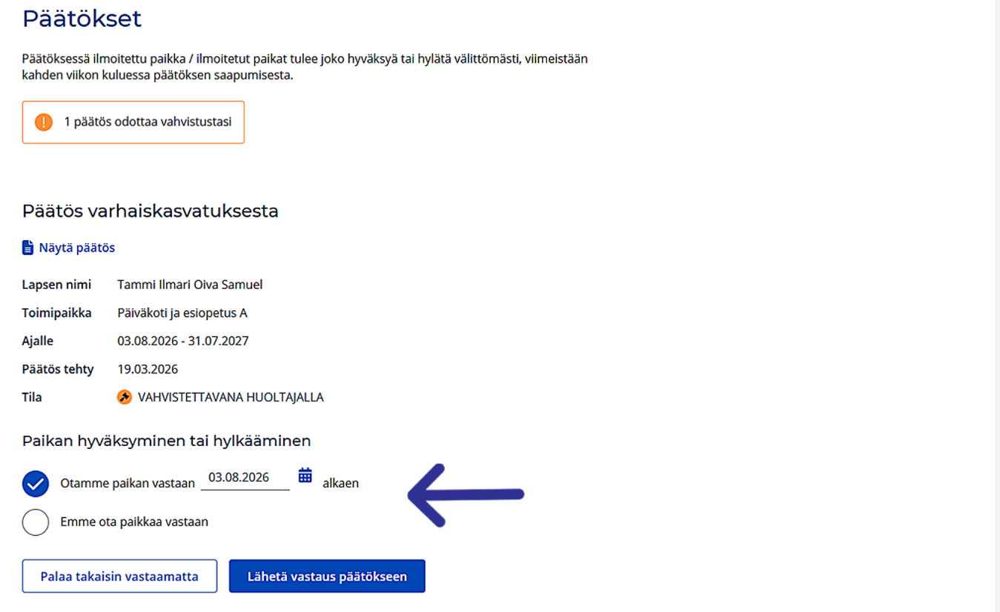 Päätökset
Päätöksessä ilmoitettu paikka / ilmoitetut paikat tulee joko hyväksyä tai hylätä välittömästi, viimeistään
kahden viikon kuluessa päätöksen saapumisesta.
1 päätös odottaa vahvistustasi
Päätös varhaiskasvatuksesta
Näytä päätös
Lapsen nimi Tammi Ilmari Oiva Samuel
Toimipaikka Päiväkoti ja esiopetus A
Ajalle 03.08.2026 - 31.07.2027
Päätös tehty 19.03.2026
Tila VAHVISTETTAVANA HUOLTAJALLA
Paikan hyväksyminen tai hylkääminen
Otamme paikan vastaan 03.08.2026 alkaen
Emme ota paikkaa vastaan
Palaa takaisin vastaamatta Lähetä vastaus päätökseen